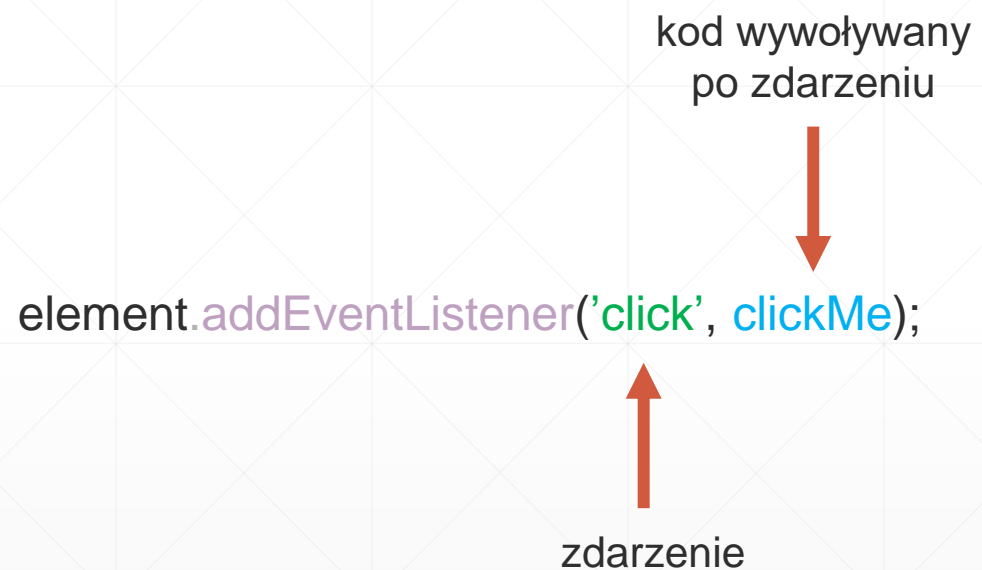 kod wywoływany
po zdarzeniu
element.addEventListener(’click’, clickMe);
zdarzenie